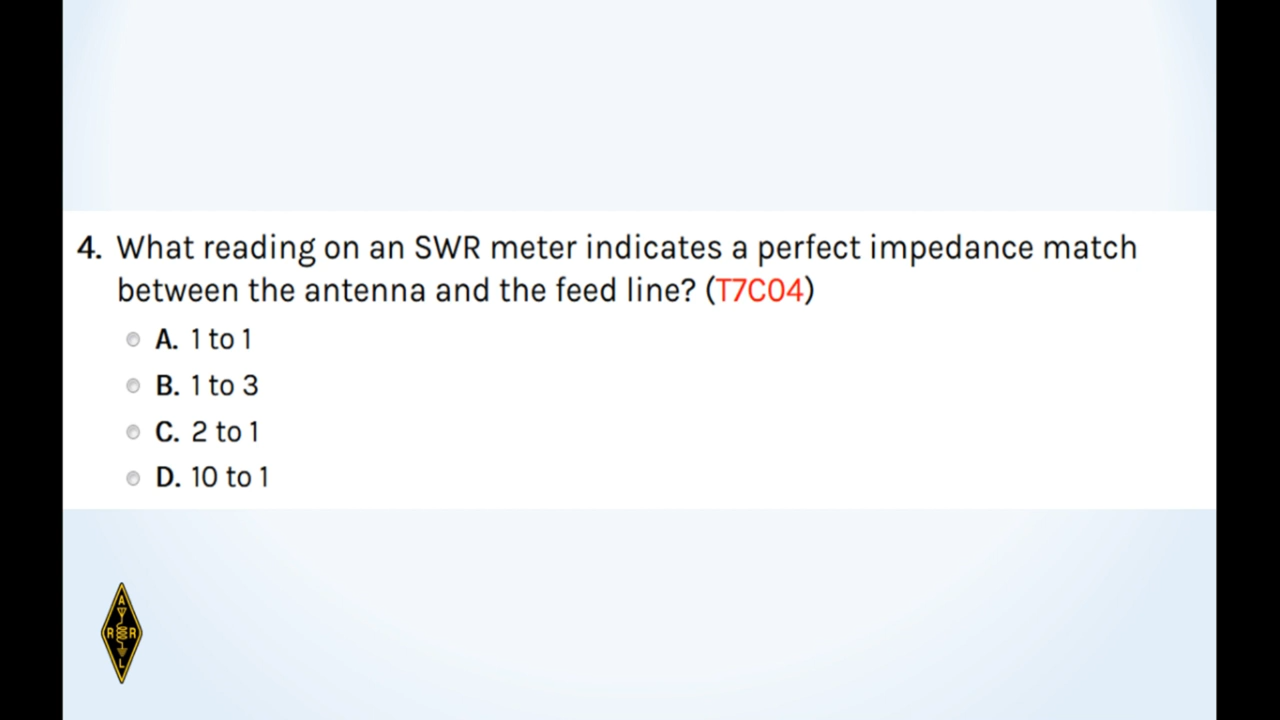 4. What reading on an SWR meter indicates a perfect impedance match
between the antenna and the feed line? (T7C04)
A. 1 to 1
B. 1 to 3
C. 2 to 1
D. 10 to 1
A
R R
L